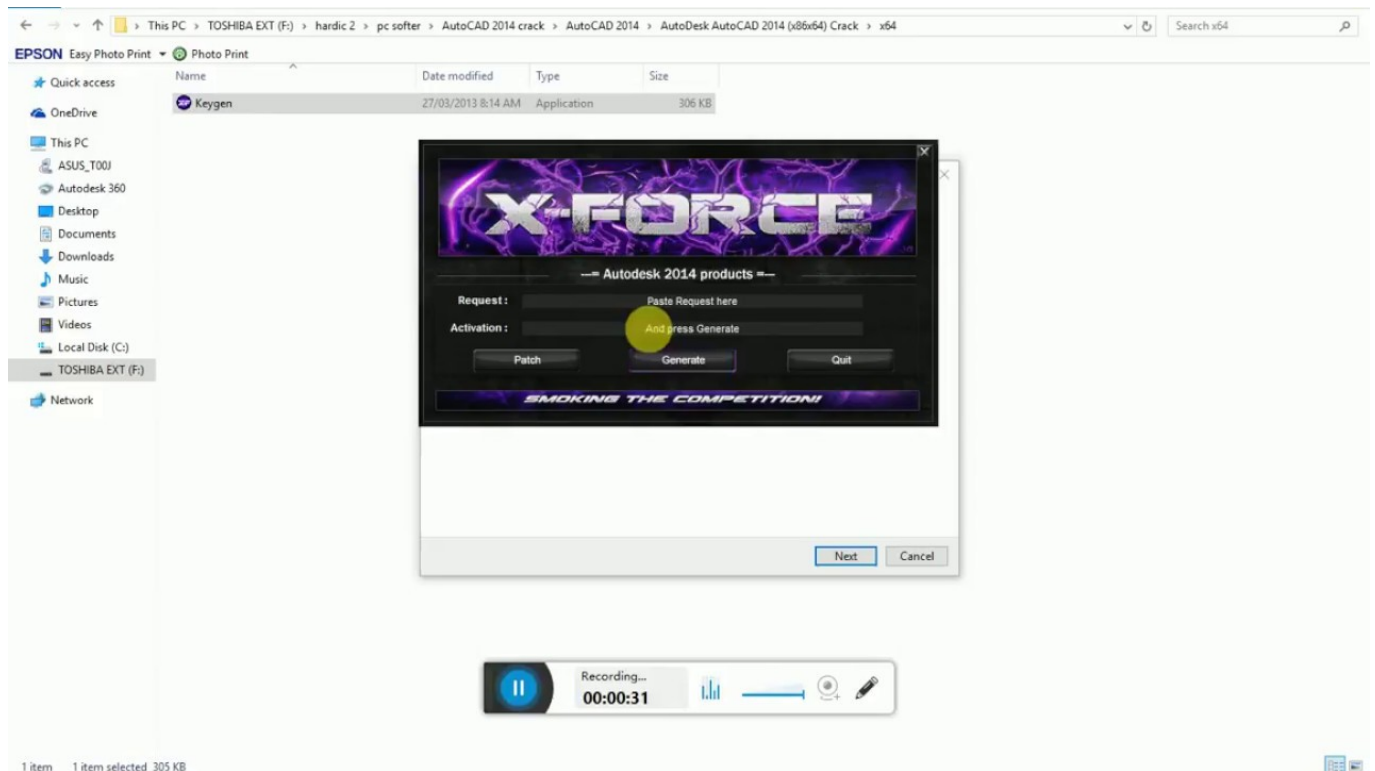 This PC > TOSHIBA EXT (F:) > hardic 2 > pc softer > AutoCAD 2014 crack > AutoCAD 2014 > AutoDesk AutoCAD 2014 (x86x64) Crack > x64
Search x64
EPSON Easy Photo Print Photo Print
Name Date modified Type Size
Keygen 27/03/2013 8:14 AM Application 306 KB
Quick access
OneDrive
This PC
ASUS_T00J
Autodesk 360
Desktop
Documents
Downloads
Music
Pictures
Videos
Local Disk (C:)
TOSHIBA EXT (F:)
Network
X-FORCE
---= Autodesk 2014 products =---
Request : Paste Request here
Activation : And press Generate
Patch Generate Quit
SMOKING THE COMPETITION!
Next Cancel
Recording...
00:00:31
1 item 1 item selected 305 KB